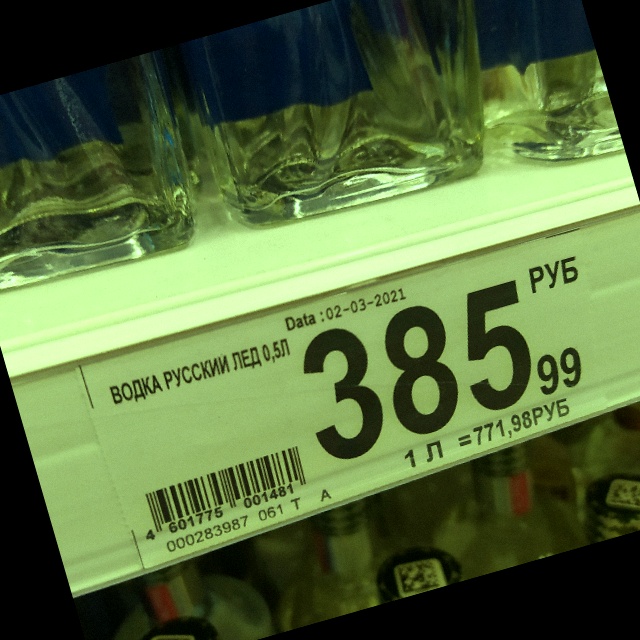 Data :02-03-2021
ВОДКА РУССКИЙ ЛЕД 0,5Л
385 99 РУБ
1 Л =771,98РУБ
4 601775 001481
000283987 061 Т А